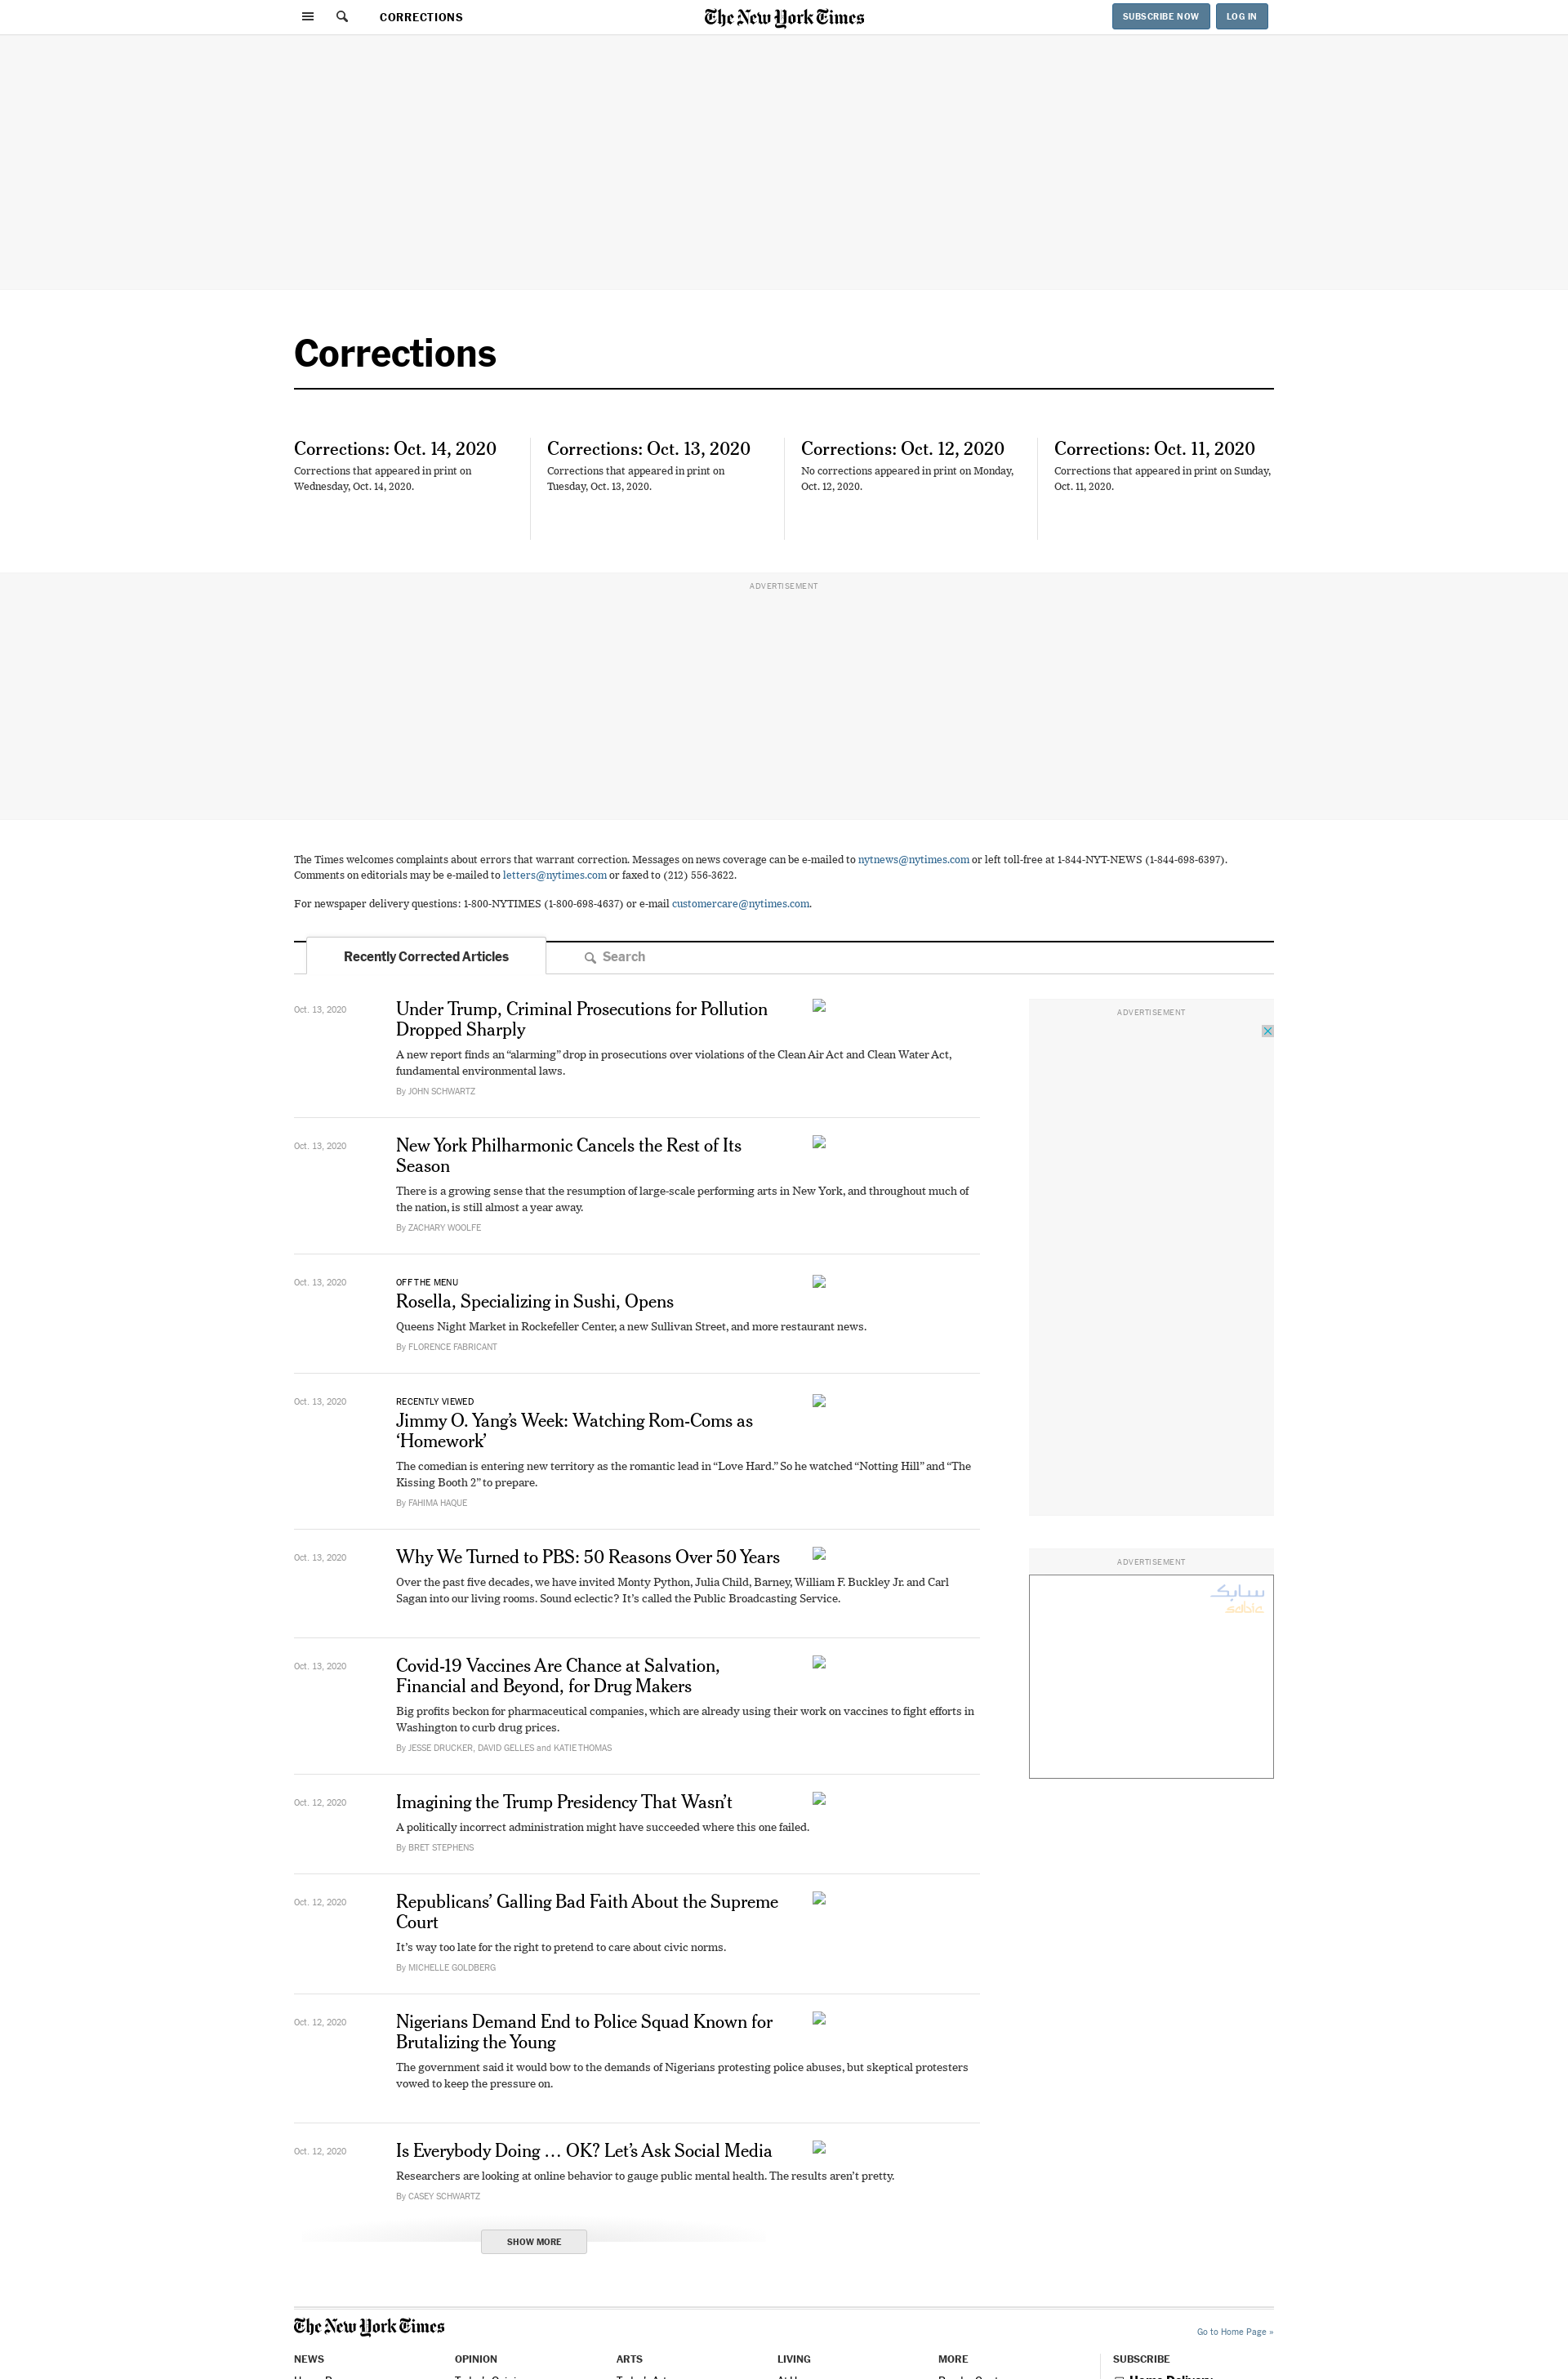 CORRECTIONS
The New York Times
SUBSCRIBE NOW
LOG IN
Corrections
Corrections: Oct. 14, 2020
Corrections that appeared in print on
Wednesday, Oct. 14, 2020.
Corrections: Oct. 13, 2020
Corrections that appeared in print on
Tuesday, Oct. 13, 2020.
Corrections: Oct. 12, 2020
No corrections appeared in print on Monday,
Oct. 12, 2020.
Corrections: Oct. 11, 2020
Corrections that appeared in print on Sunday,
Oct. 11, 2020.
ADVERTISEMENT
The Times welcomes complaints about errors that warrant correction. Messages on news coverage can be e-mailed to nytnews@nytimes.com or left toll-free at 1-844-NYT-NEWS (1-844-698-6397).
Comments on editorials may be e-mailed to letters@nytimes.com or faxed to (212) 556-3622.
For newspaper delivery questions: 1-800-NYTIMES (1-800-698-4637) or e-mail customercare@nytimes.com.
Recently Corrected Articles
Search
Oct. 13, 2020
Under Trump, Criminal Prosecutions for Pollution
Dropped Sharply
A new report finds an “alarming” drop in prosecutions over violations of the Clean Air Act and Clean Water Act,
fundamental environmental laws.
By JOHN SCHWARTZ
Oct. 13, 2020
New York Philharmonic Cancels the Rest of Its
Season
There is a growing sense that the resumption of large-scale performing arts in New York, and throughout much of
the nation, is still almost a year away.
By ZACHARY WOOLFE
Oct. 13, 2020
OFF THE MENU
Rosella, Specializing in Sushi, Opens
Queens Night Market in Rockefeller Center, a new Sullivan Street, and more restaurant news.
By FLORENCE FABRICANT
Oct. 13, 2020
RECENTLY VIEWED
Jimmy O. Yang’s Week: Watching Rom-Coms as
‘Homework’
The comedian is entering new territory as the romantic lead in “Love Hard.” So he watched “Notting Hill” and “The
Kissing Booth 2” to prepare.
By FAHIMA HAQUE
Oct. 13, 2020
Why We Turned to PBS: 50 Reasons Over 50 Years
Over the past five decades, we have invited Monty Python, Julia Child, Barney, William F. Buckley Jr. and Carl
Sagan into our living rooms. Sound eclectic? It’s called the Public Broadcasting Service.
Oct. 13, 2020
Covid-19 Vaccines Are Chance at Salvation,
Financial and Beyond, for Drug Makers
Big profits beckon for pharmaceutical companies, which are already using their work on vaccines to fight efforts in
Washington to curb drug prices.
By JESSE DRUCKER, DAVID GELLES and KATIE THOMAS
Oct. 12, 2020
Imagining the Trump Presidency That Wasn’t
A politically incorrect administration might have succeeded where this one failed.
By BRET STEPHENS
Oct. 12, 2020
Republicans’ Galling Bad Faith About the Supreme
Court
It’s way too late for the right to pretend to care about civic norms.
By MICHELLE GOLDBERG
Oct. 12, 2020
Nigerians Demand End to Police Squad Known for
Brutalizing the Young
The government said it would bow to the demands of Nigerians protesting police abuses, but skeptical protesters
vowed to keep the pressure on.
Oct. 12, 2020
Is Everybody Doing … OK? Let’s Ask Social Media
Researchers are looking at online behavior to gauge public mental health. The results aren’t pretty.
By CASEY SCHWARTZ
SHOW MORE
ADVERTISEMENT
ADVERTISEMENT
سابك
sabic
The New York Times
Go to Home Page »
NEWS
OPINION
ARTS
LIVING
MORE
SUBSCRIBE